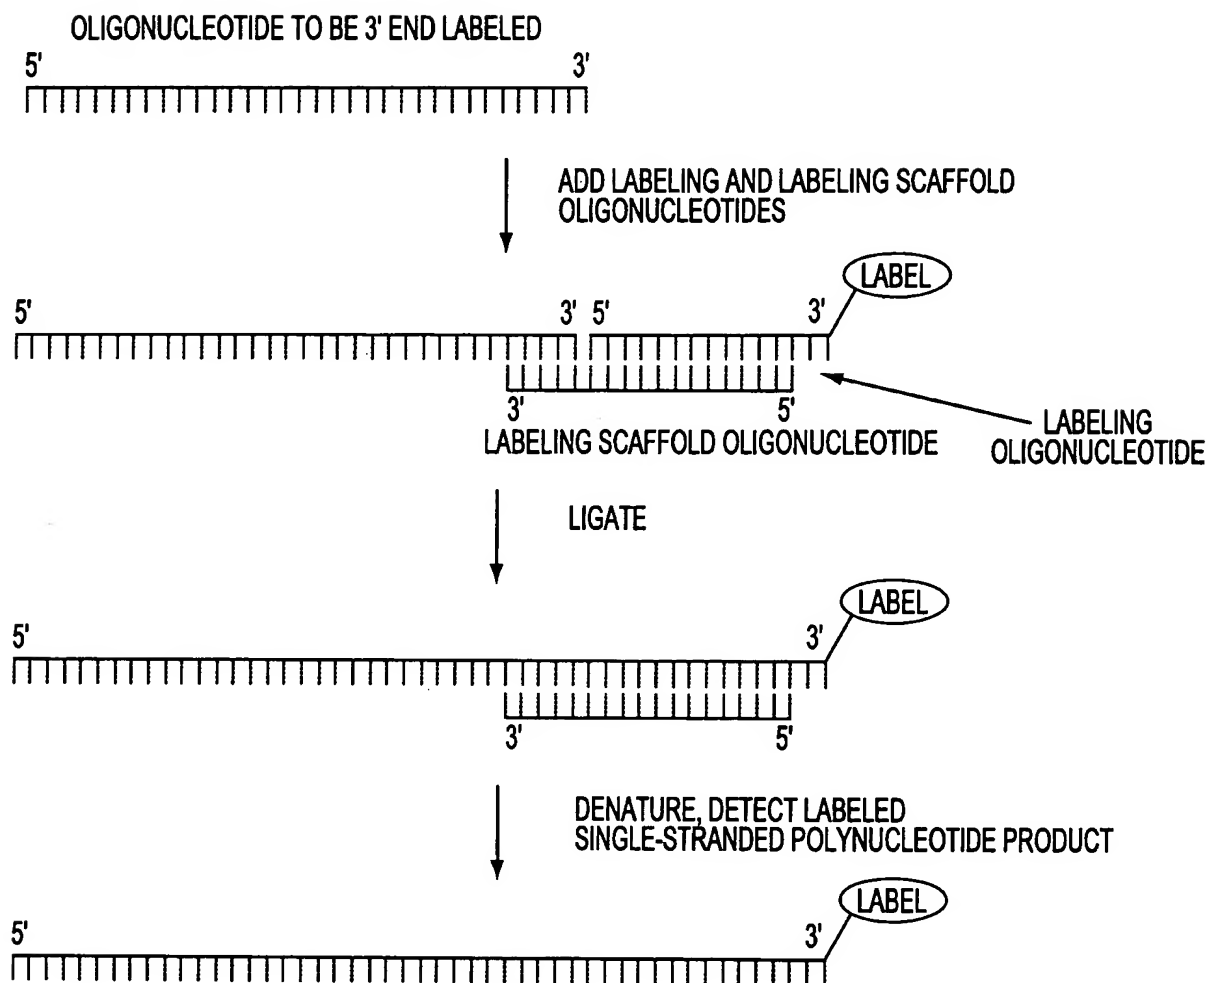 OLIGONUCLEOTIDE TO BE 3' END LABELED
5' 3'
ADD LABELING AND LABELING SCAFFOLD
OLIGONUCLEOTIDES
LABEL
5' 3' 5' 3'
3' 5'
LABELING SCAFFOLD OLIGONUCLEOTIDE
LABELING
OLIGONUCLEOTIDE
LIGATE
LABEL
5' 3'
3' 5'
DENATURE, DETECT LABELED
SINGLE-STRANDED POLYNUCLEOTIDE PRODUCT
LABEL
5' 3'